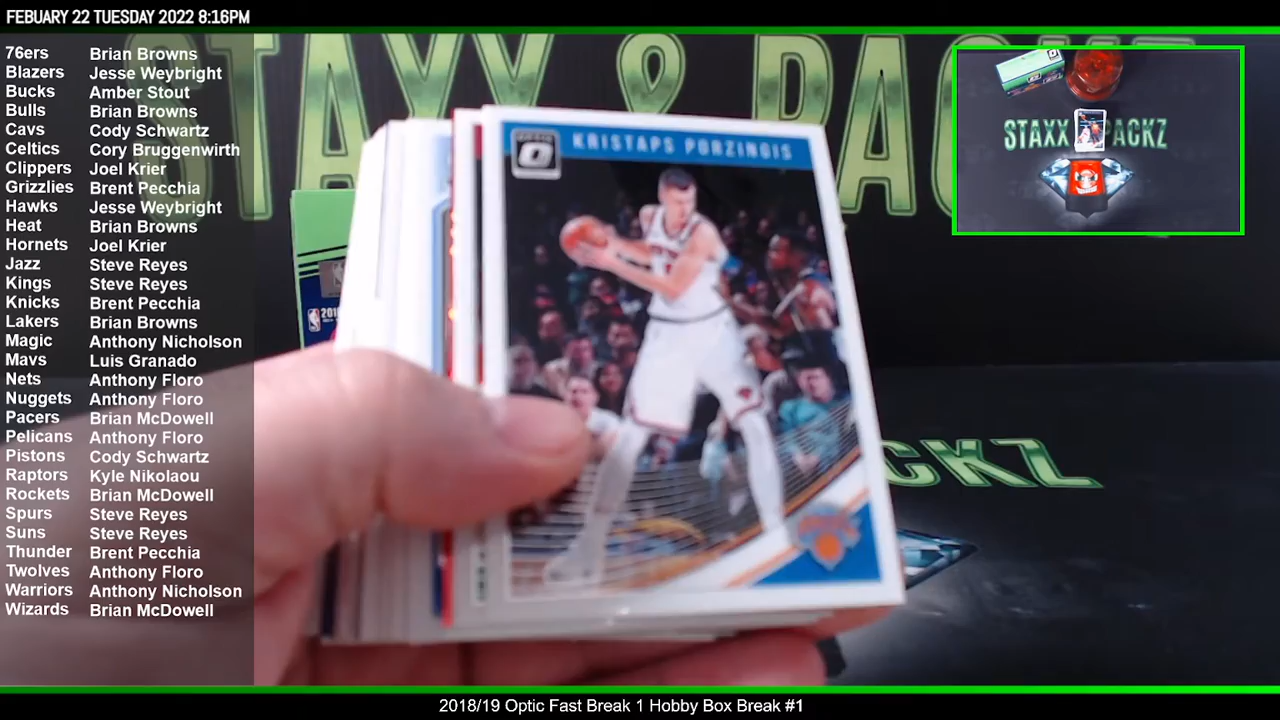 FEBUARY 22 TUESDAY 2022 8:16PM
STAXX & PACKZ
76ers Brian Browns
Blazers Jesse Weybright
Bucks Amber Stout
Bulls Brian Browns
Cavs Cody Schwartz
Celtics Cory Bruggenwirth
Clippers Joel Krier
Grizzlies Brent Pecchia
Hawks Jesse Weybright
Heat Brian Browns
Hornets Joel Krier
Jazz Steve Reyes
Kings Steve Reyes
Knicks Brent Pecchia
Lakers Brian Browns
Magic Anthony Nicholson
Mavs Luis Granado
Nets Anthony Floro
Nuggets Anthony Floro
Pacers Brian McDowell
Pelicans Anthony Floro
Pistons Cody Schwartz
Raptors Kyle Nikolaou
Rockets Brian McDowell
Spurs Steve Reyes
Suns Steve Reyes
Thunder Brent Pecchia
Twolves Anthony Floro
Warriors Anthony Nicholson
Wizards Brian McDowell
KRISTAPS PORZINGIS
STAXX PACKZ
CKZ
2018/19 Optic Fast Break 1 Hobby Box Break #1